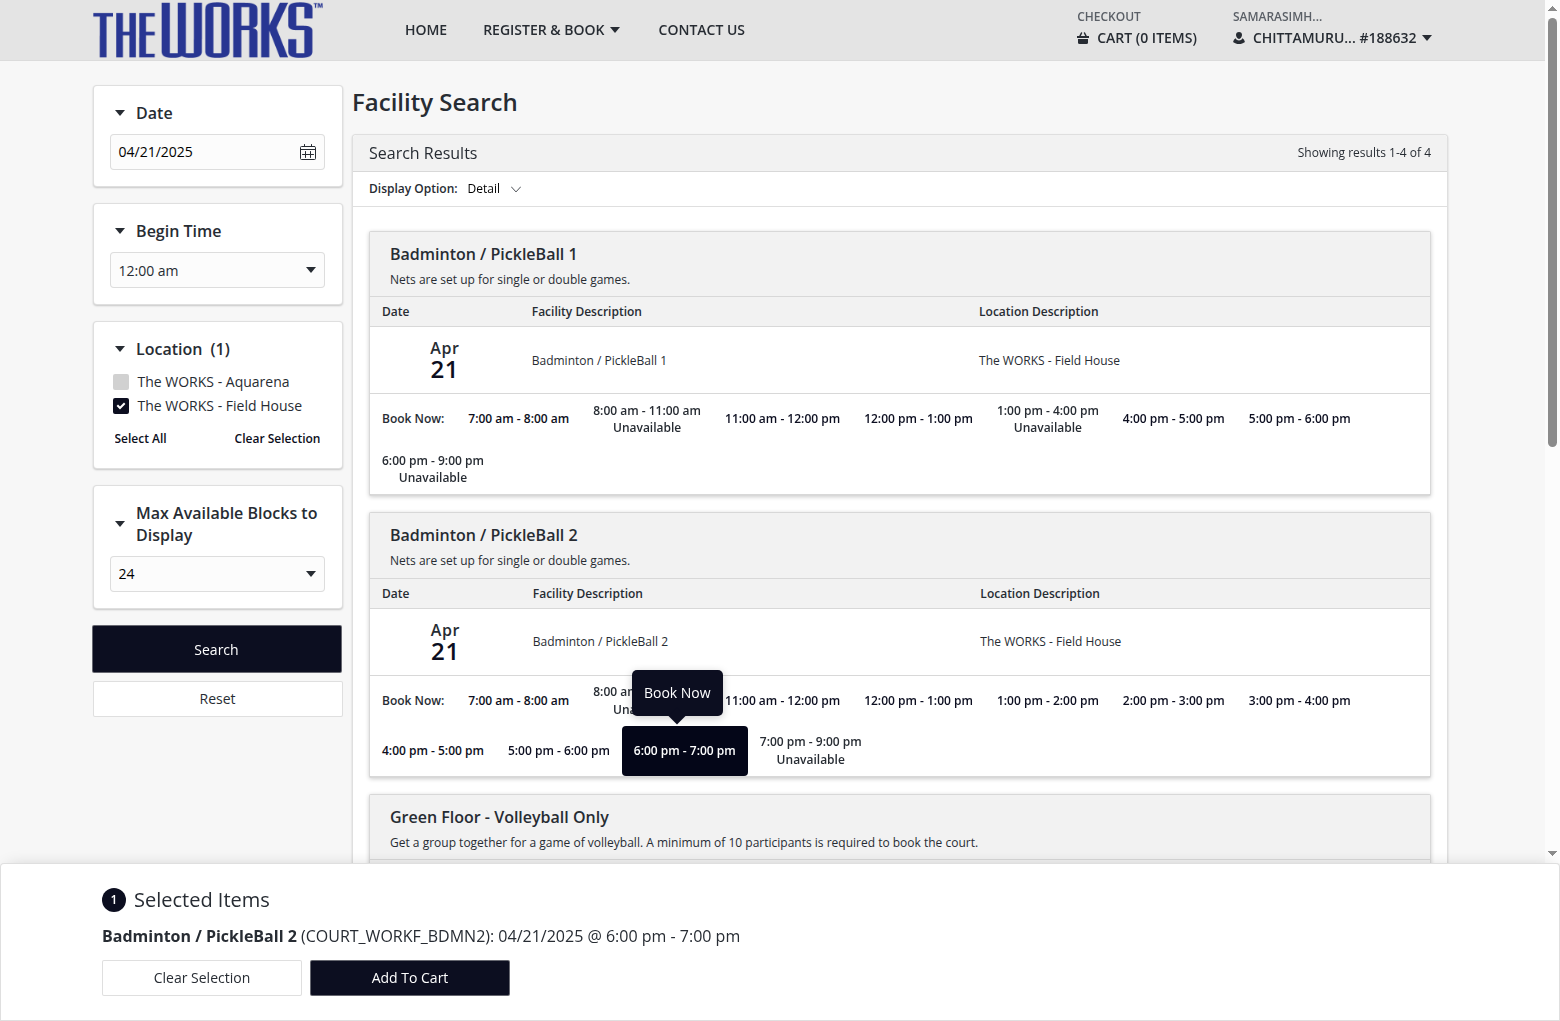 THE WORKS™
HOME
REGISTER & BOOK
CONTACT US
CHECKOUT
CART (0 ITEMS)
SAMARASIMH...
CHITTAMURU... #188632
Date
04/21/2025
Begin Time
12:00 am
Location (1)
The WORKS - Aquarena
The WORKS - Field House
Select All
Clear Selection
Max Available Blocks to
Display
24
Search
Reset
Facility Search
Search Results
Showing results 1-4 of 4
Display Option: Detail
Badminton / PickleBall 1
Nets are set up for single or double games.
Date Facility Description Location Description
Apr
21
Badminton / PickleBall 1
The WORKS - Field House
Book Now:
7:00 am - 8:00 am
8:00 am - 11:00 am
Unavailable
11:00 am - 12:00 pm
12:00 pm - 1:00 pm
1:00 pm - 4:00 pm
Unavailable
4:00 pm - 5:00 pm
5:00 pm - 6:00 pm
6:00 pm - 9:00 pm
Unavailable
Badminton / PickleBall 2
Nets are set up for single or double games.
Date Facility Description Location Description
Apr
21
Badminton / PickleBall 2
The WORKS - Field House
Book Now
Book Now:
7:00 am - 8:00 am
8:00
11:00 am - 12:00 pm
12:00 pm - 1:00 pm
1:00 pm - 2:00 pm
2:00 pm - 3:00 pm
3:00 pm - 4:00 pm
4:00 pm - 5:00 pm
5:00 pm - 6:00 pm
6:00 pm - 7:00 pm
7:00 pm - 9:00 pm
Unavailable
Green Floor - Volleyball Only
Get a group together for a game of volleyball. A minimum of 10 participants is required to book the court.
1 Selected Items
Badminton / PickleBall 2 (COURT_WORKF_BDMN2): 04/21/2025 @ 6:00 pm - 7:00 pm
Clear Selection
Add To Cart